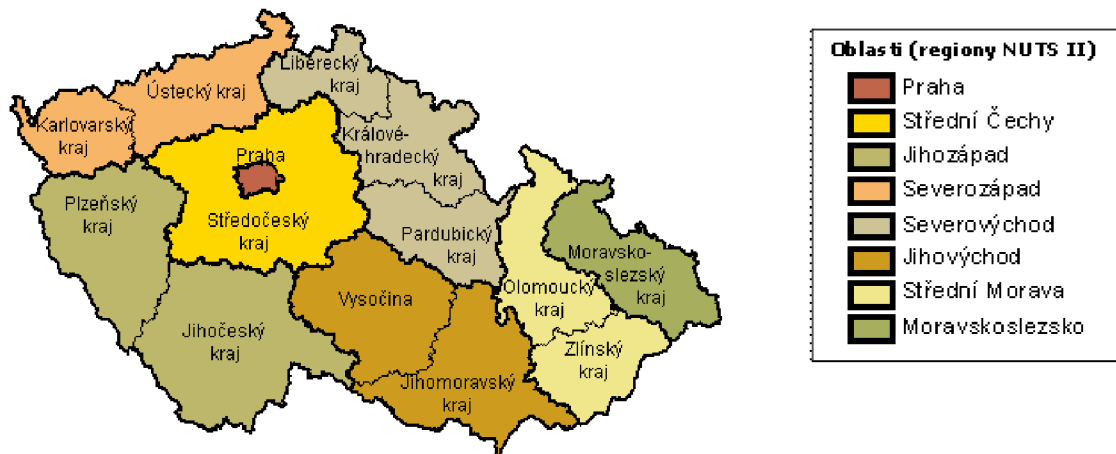 Liberecký
kraj
Ústecký kraj
Karlovarský
kraj
Králové-
hradecký
kraj
Praha
Plzeňský
kraj
Středočeský
kraj
Pardubický
kraj
Moravsko-
slezský
kraj
Vysočina
Olomoucký
kraj
Jihočeský
kraj
Zlínský
kraj
Jihomoravský
kraj
Oblasti (regiony NUTS II)
Praha
Střední Čechy
Jihozápad
Severozápad
Severovýchod
Jihovýchod
Střední Morava
Moravskoslezsko